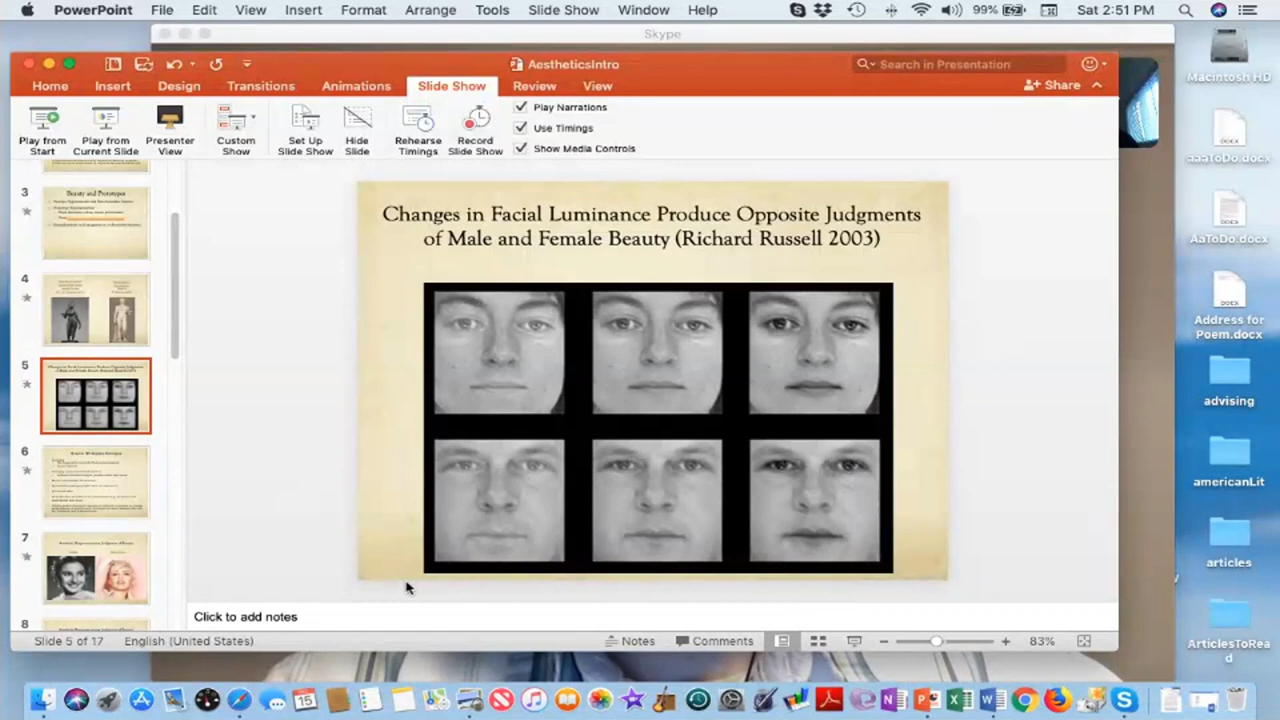 PowerPoint File Edit View Insert Format Arrange Tools Slide Show Window Help 99% Sat 2:51 PM
Skype
AestheticsIntro Search in Presentation
Home Insert Design Transitions Animations Slide Show Review View Share
Play from Start
Play from Current Slide
Presenter View
Custom Show
Set Up Slide Show
Hide Slide
Rehearse Timings
Record Slide Show
Play Narrations
Use Timings
Show Media Controls
3
Beauty and Prototypes
4
5
6
7
8
Changes in Facial Luminance Produce Opposite Judgments
of Male and Female Beauty (Richard Russell 2003)
Click to add notes
Slide 5 of 17 English (United States) Notes Comments 83%
Macintosh HD
DOCX
aaaToDo.docx
AaToDo.docx
DOCX
Address for
Poem.docx
advising
americanLit
articles
ArticlesToRea
d
15